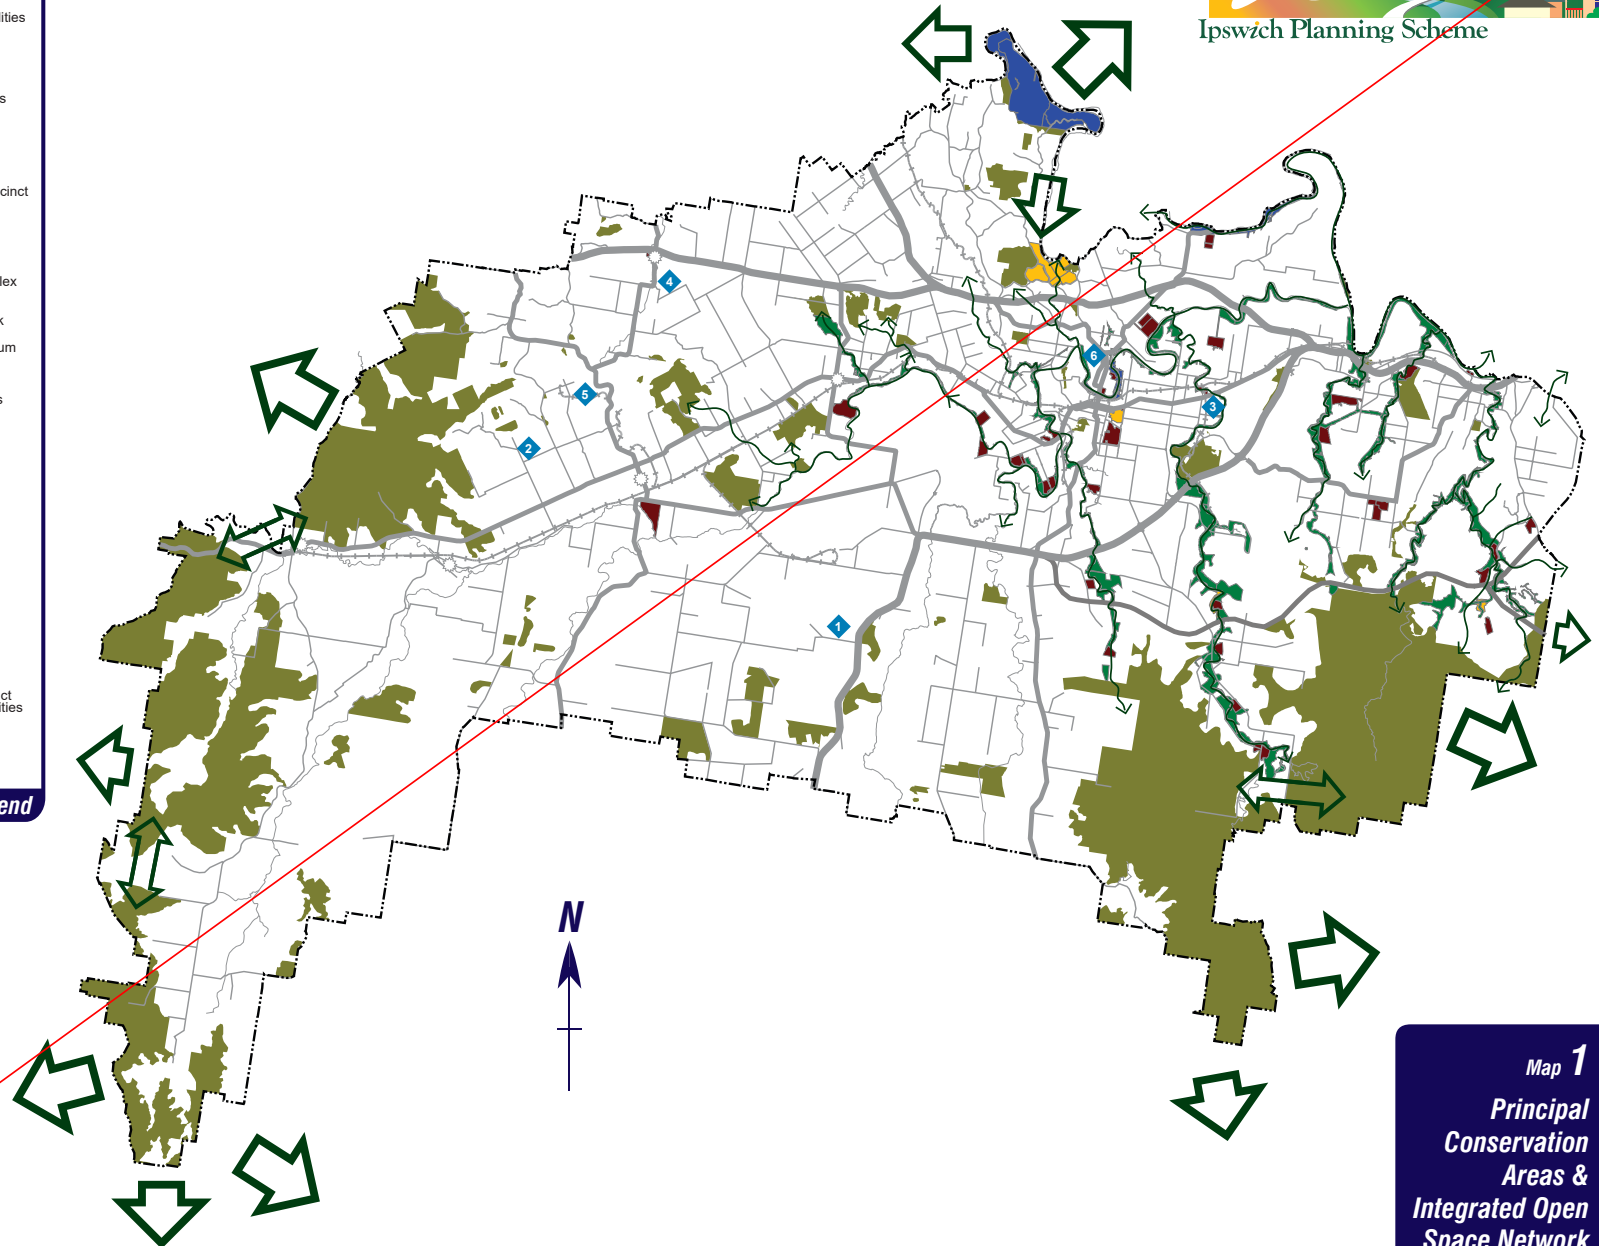 lities
s
cinct
lex
k
um
s
ct
ities
end
Ipswich Planning Scheme
4
5
2
6
3
1
N
Map 1
Principal
Conservation
Areas &
Integrated Open
Space Network